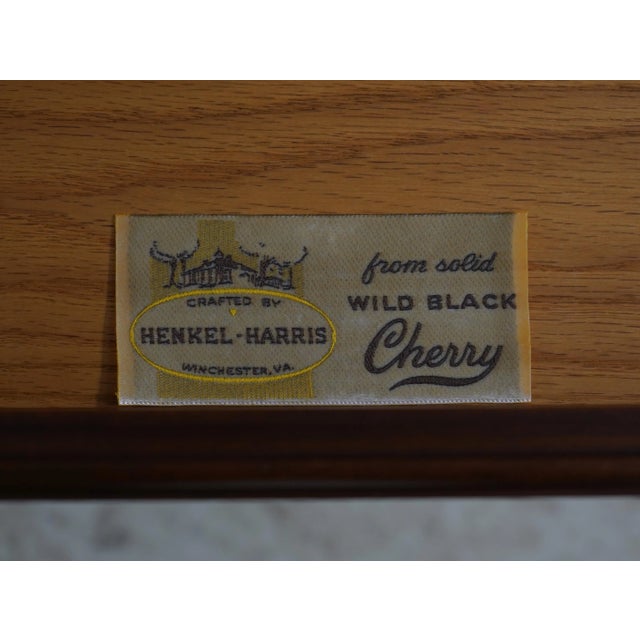 CRAFTED BY
HENKEL-HARRIS
WINCHESTER, VA.
from solid
WILD BLACK
Cherry